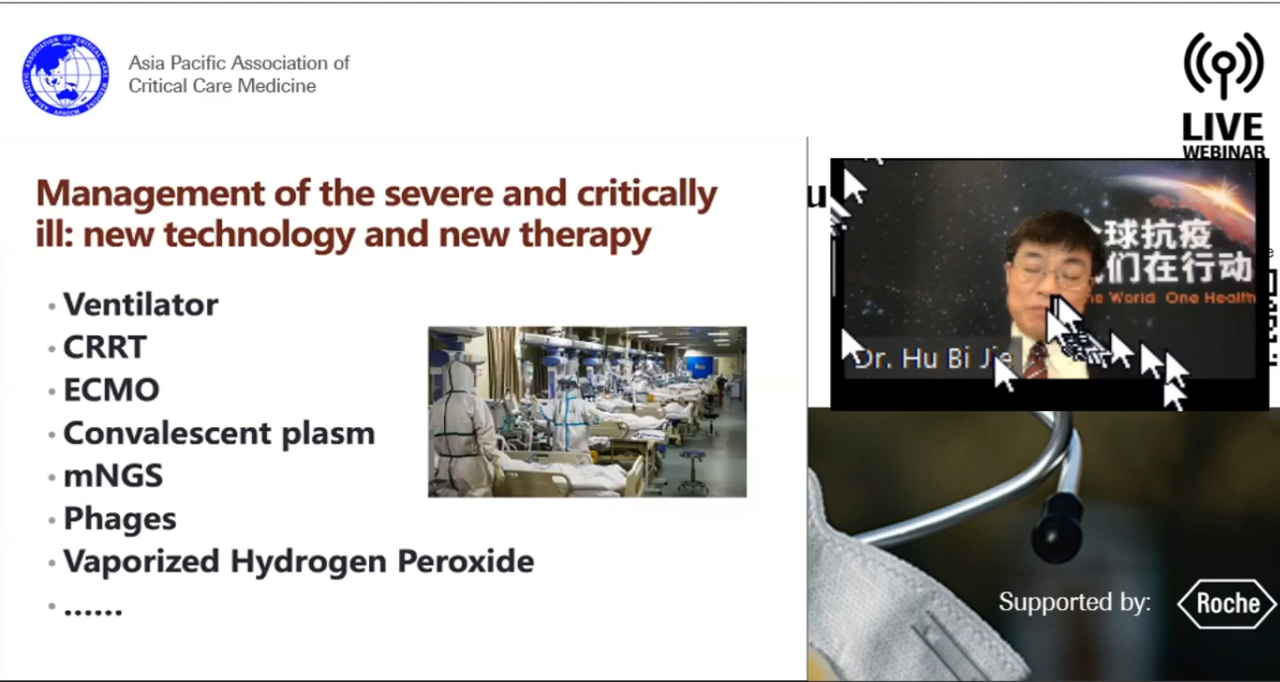 Asia Pacific Association of
Critical Care Medicine
LIVE
WEBINAR
Management of the severe and critically
ill: new technology and new therapy
• Ventilator
• CRRT
• ECMO
• Convalescent plasm
• mNGS
• Phages
• Vaporized Hydrogen Peroxide
• ......
u
球抗疫
们在行动
World One Health
Dr. Hu Bi Jie
Supported by:
Roche